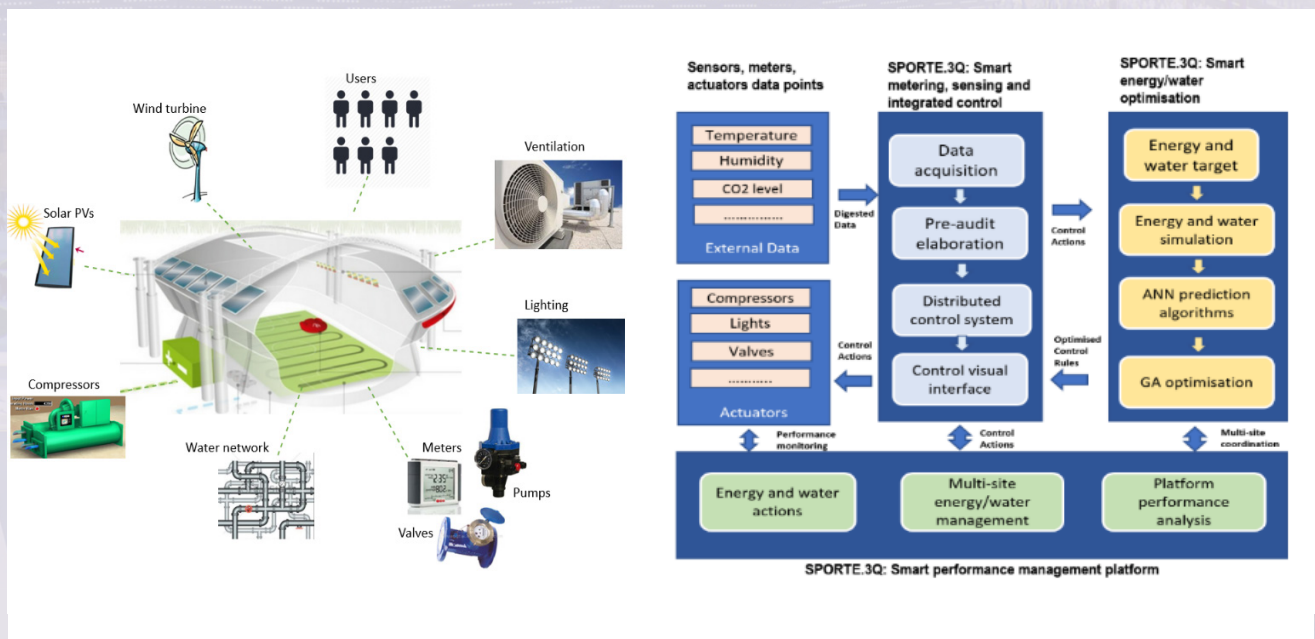 Users
Wind turbine
Ventilation
Solar PVs
Lighting
Compressors
Water network
Meters
Pumps
Valves
Sensors, meters,
actuators data points
Temperature
Humidity
CO2 level
...............
External Data
Compressors
Lights
Valves
...........
Actuators
Digested
Data
Control
Actions
SPORTE.3Q: Smart
metering, sensing and
integrated control
Data
acquisition
Pre-audit
elaboration
Distributed
control system
Control visual
interface
Control
Actions
Optimised
Control
Rules
SPORTE.3Q: Smart
energy/water
optimisation
Energy and
water target
Energy and water
simulation
ANN prediction
algorithms
GA optimisation
Performance
monitoring
Control
Actions
Multi-site
coordination
Energy and water
actions
Multi-site
energy/water
management
Platform
performance
analysis
SPORTE.3Q: Smart performance management platform